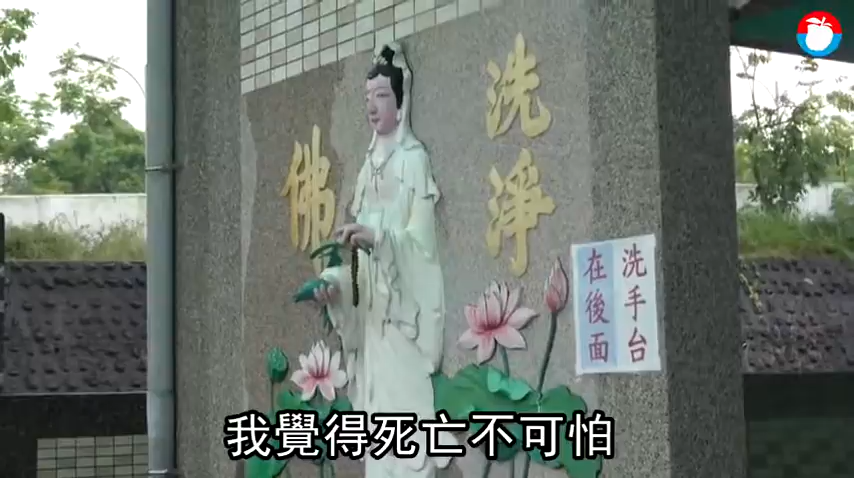 洗淨
佛
洗手台
在後面
我覺得死亡不可怕